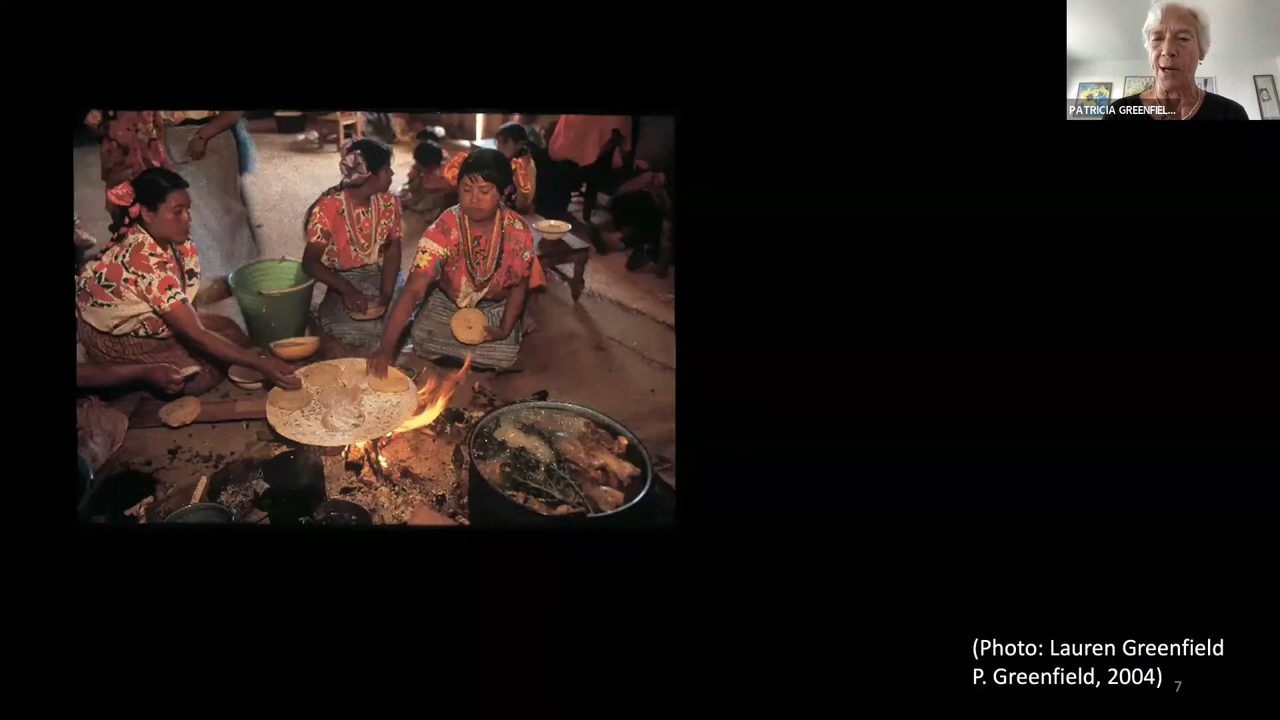 PATRICIA GREENFIEL...
(Photo: Lauren Greenfield
P. Greenfield, 2004)
7